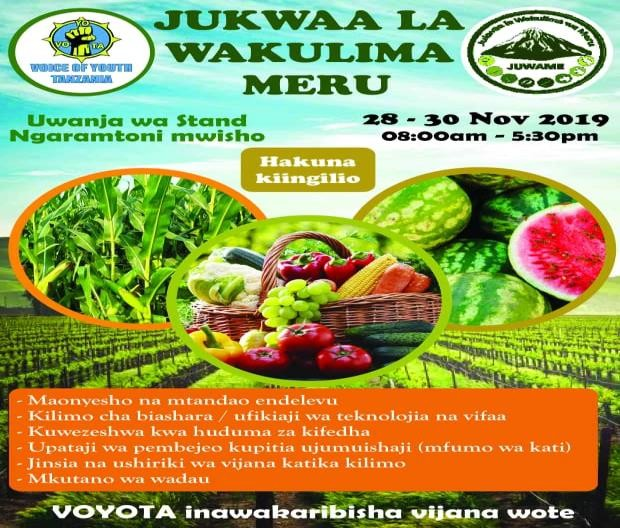 VOYOTA
VOICE OF YOUTH
TANZANIA
JUKWAA LA
WAKULIMA
MERU
Jukwaa la Wakulima wa Meru
JUWAME
Uwanja wa Stand
Ngaramtoni mwisho
28 - 30 Nov 2019
08:00am - 5:30pm
Hakuna
kiingilio
- Maonyesho na mtandao endelevu
- Kilimo cha biashara / ufikiaji wa teknolojia na vifaa
- Kuwezeshwa kwa huduma za kifedha
- Upataji wa pembejeo kupitia ujumuishaji (mfumo wa kati)
- Jinsia na ushiriki wa vijana katika kilimo
- Mkutano wa wadau
VOYOTA inawakaribisha vijana wote